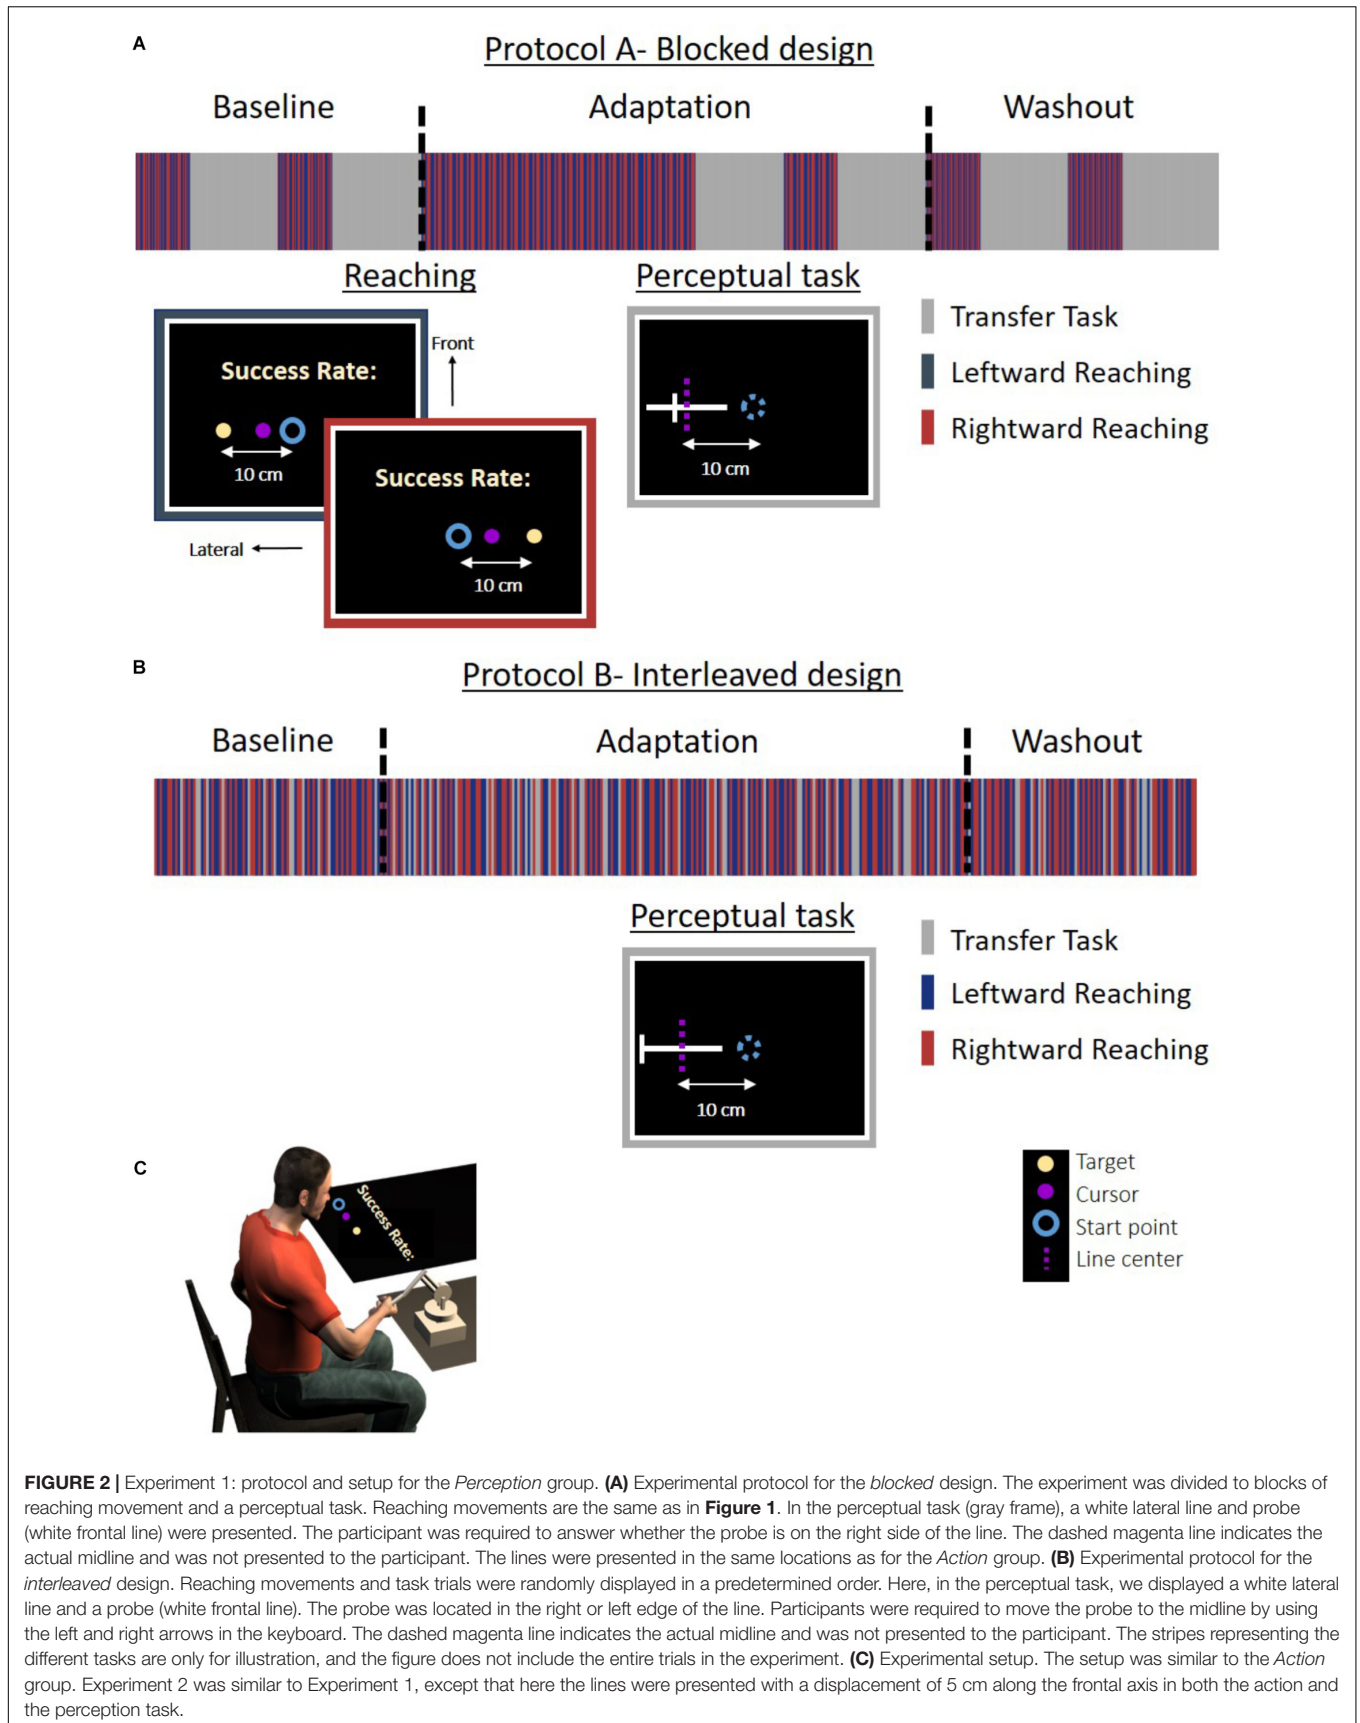 A
Protocol A- Blocked design
Baseline
Adaptation
Washout
Reaching
Perceptual task
Success Rate:
10 cm
Front
Lateral
Success Rate:
10 cm
10 cm
Transfer Task
Leftward Reaching
Rightward Reaching
B
Protocol B- Interleaved design
Baseline
Adaptation
Washout
Perceptual task
10 cm
Transfer Task
Leftward Reaching
Rightward Reaching
C
Success Rate:
Target
Cursor
Start point
Line center
FIGURE 2 | Experiment 1: protocol and setup for the Perception group. (A) Experimental protocol for the blocked design. The experiment was divided to blocks of
reaching movement and a perceptual task. Reaching movements are the same as in Figure 1. In the perceptual task (gray frame), a white lateral line and probe
(white frontal line) were presented. The participant was required to answer whether the probe is on the right side of the line. The dashed magenta line indicates the
actual midline and was not presented to the participant. The lines were presented in the same locations as for the Action group. (B) Experimental protocol for the
interleaved design. Reaching movements and task trials were randomly displayed in a predetermined order. Here, in the perceptual task, we displayed a white lateral
line and a probe (white frontal line). The probe was located in the right or left edge of the line. Participants were required to move the probe to the midline by using
the left and right arrows in the keyboard. The dashed magenta line indicates the actual midline and was not presented to the participant. The stripes representing the
different tasks are only for illustration, and the figure does not include the entire trials in the experiment. (C) Experimental setup. The setup was similar to the Action
group. Experiment 2 was similar to Experiment 1, except that here the lines were presented with a displacement of 5 cm along the frontal axis in both the action and
the perception task.